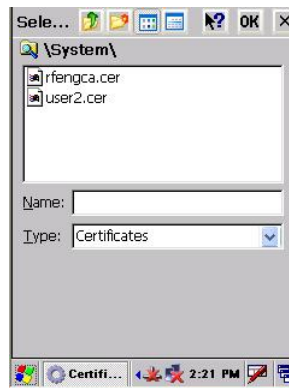 Sele... ? OK ×
\System\
rfengca.cer
user2.cer
Name:
Type: Certificates
Certifi... 2:21 PM